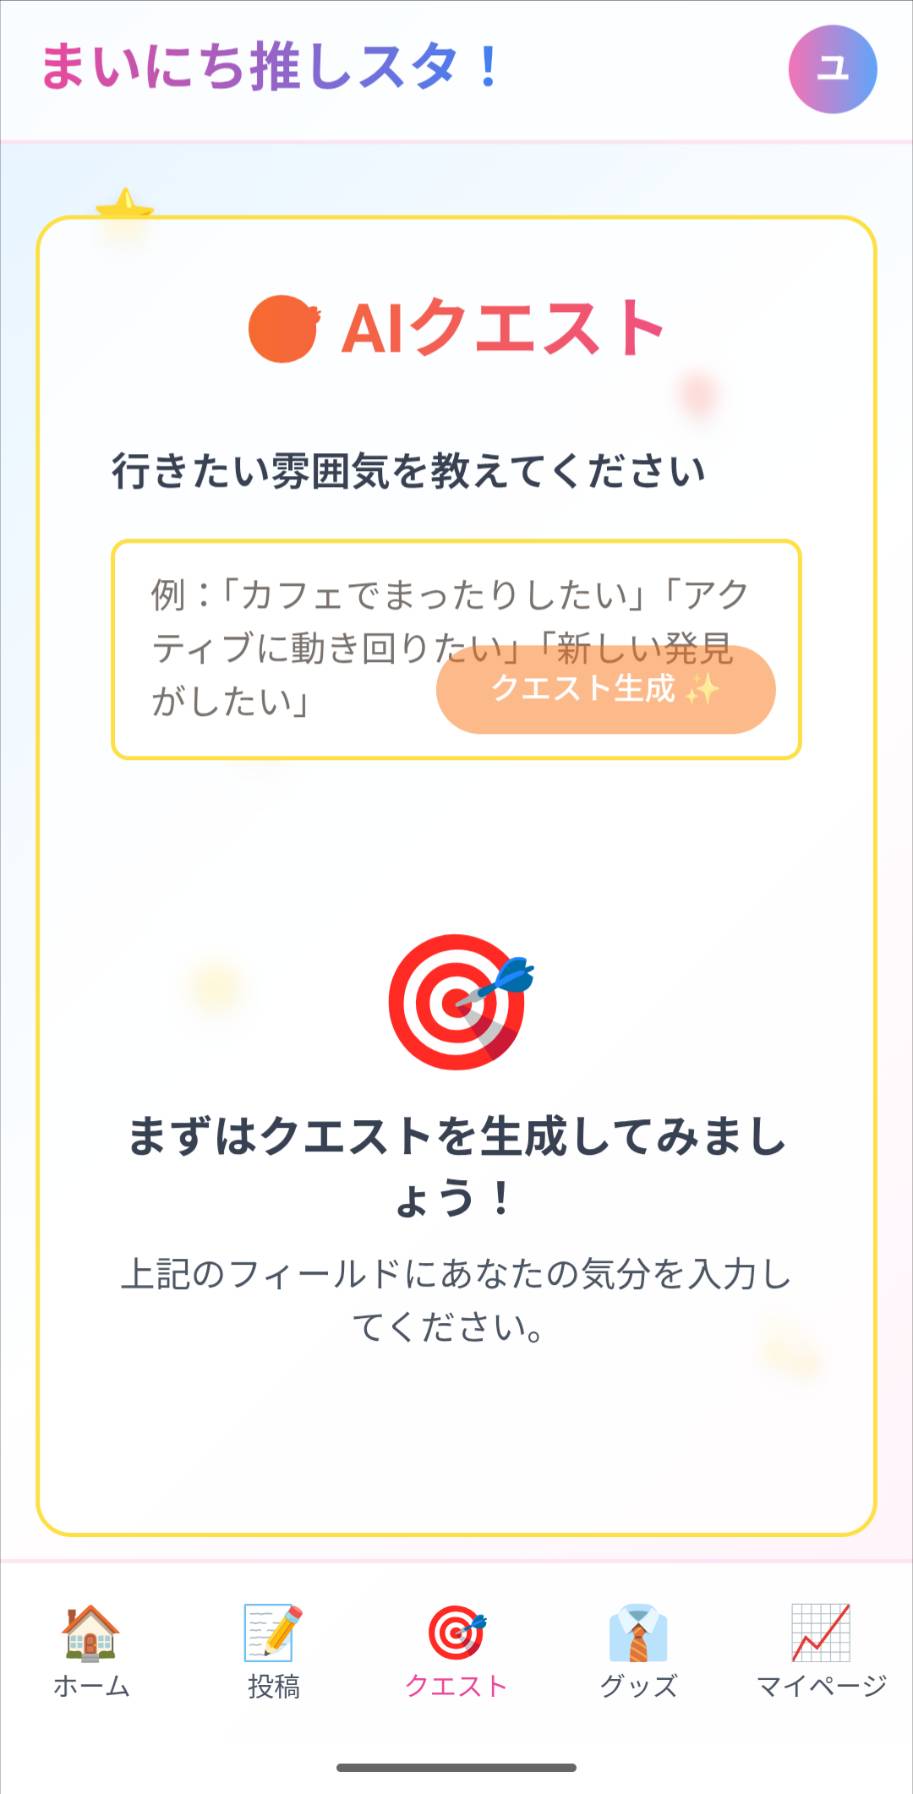 まいにち推しスタ！
ユ
AIクエスト
行きたい雰囲気を教えてください
例：「カフェでまったりしたい」「アク
ティブに動き回りたい」「新しい発見
がしたい」
クエスト生成 ✨
まずはクエストを生成してみまし
ょう！
上記のフィールドにあなたの気分を入力し
てください。
ホーム
投稿
クエスト
グッズ
マイページ